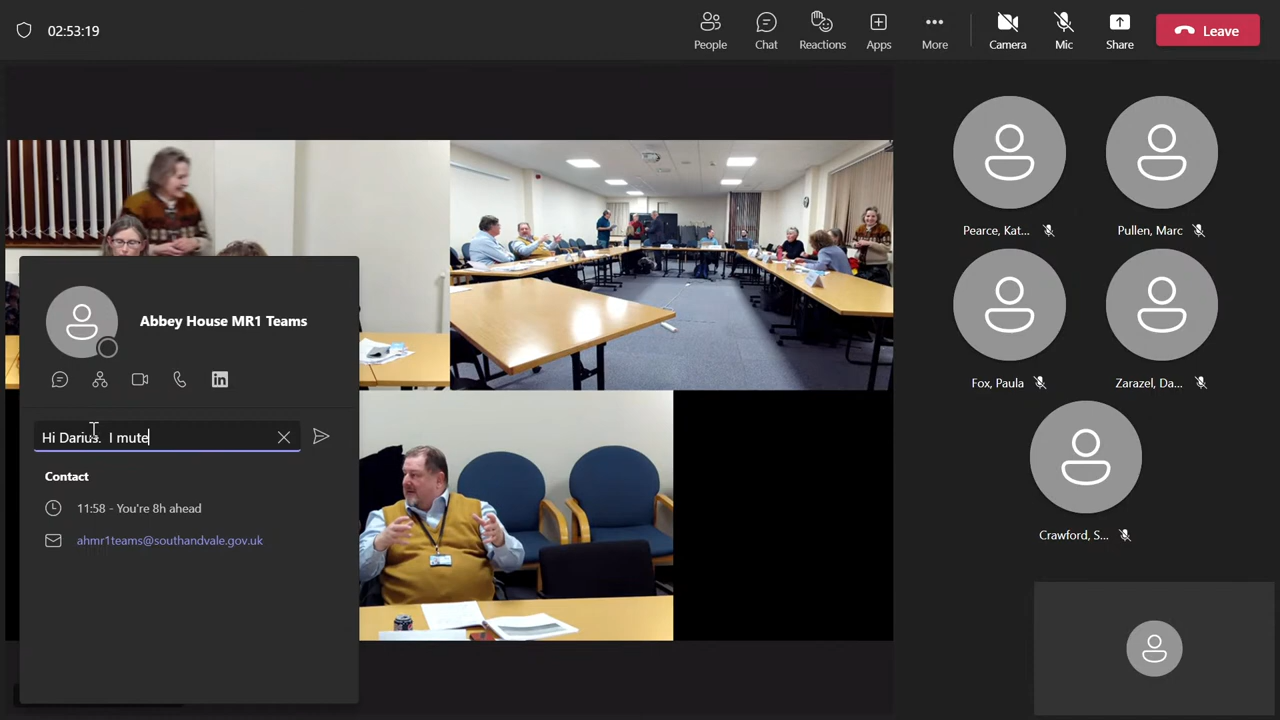 02:53:19
People
Chat
Reactions
Apps
More
Camera
Mic
Share
Leave
Abbey House MR1 Teams
Hi Darius.  I mute
Contact
11:58 - You're 8h ahead
ahmr1teams@southandvale.gov.uk
Pearce, Kat...
Pullen, Marc
Fox, Paula
Zarazel, Da...
Crawford, S...